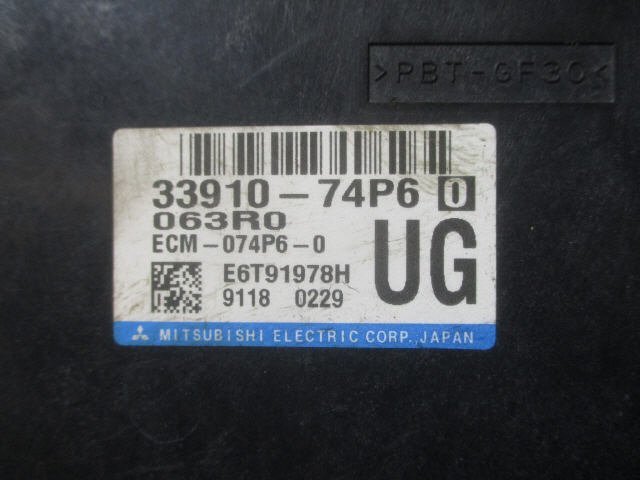 >PBT-GF30<
33910-74P6 0
063R0
ECM-074P6-0
UG
E6T91978H
9118 0229
MITSUBISHI ELECTRIC CORP., JAPAN